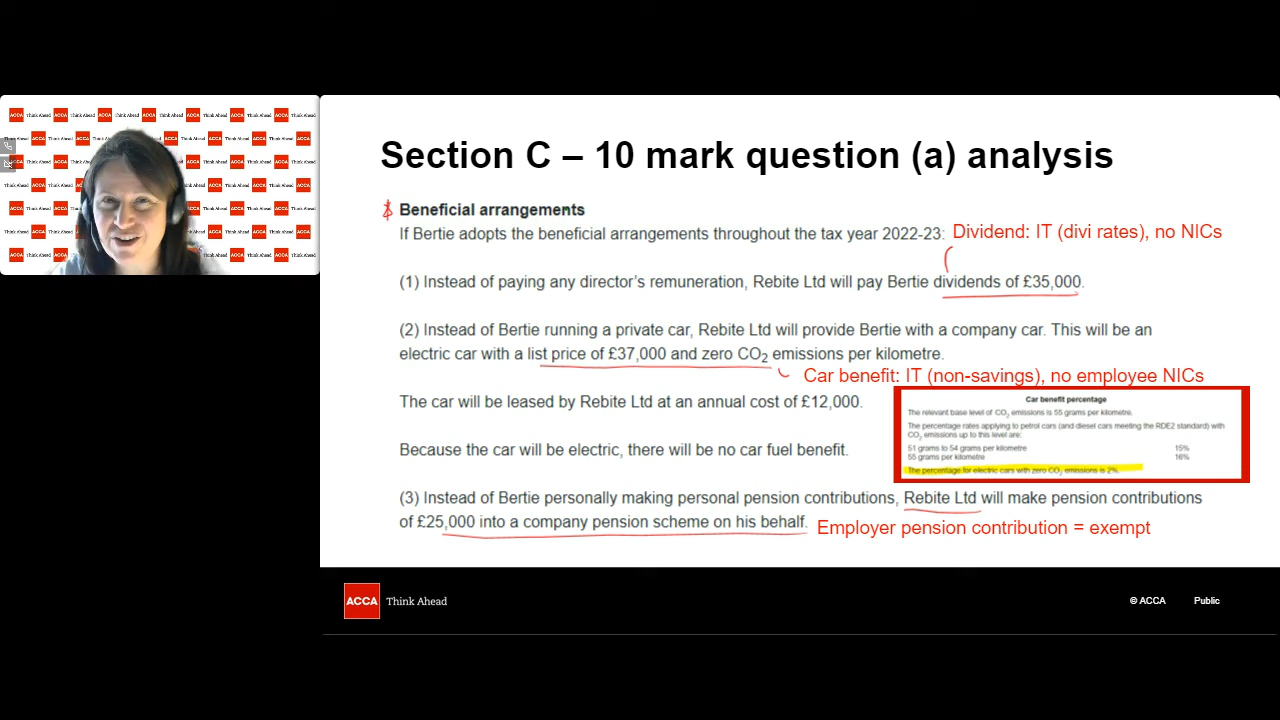 Section C – 10 mark question (a) analysis
Beneficial arrangements
If Bertie adopts the beneficial arrangements throughout the tax year 2022-23:
Dividend: IT (divi rates), no NICs
(1) Instead of paying any director's remuneration, Rebite Ltd will pay Bertie dividends of £35,000.
(2) Instead of Bertie running a private car, Rebite Ltd will provide Bertie with a company car. This will be an
electric car with a list price of £37,000 and zero CO2 emissions per kilometre.
Car benefit: IT (non-savings), no employee NICs
The car will be leased by Rebite Ltd at an annual cost of £12,000.
Because the car will be electric, there will be no car fuel benefit.
Car benefit percentage
The relevant base level of CO2 emissions is 55 grams per kilometre.
The percentage rates applying to petrol cars (and diesel cars meeting the RDE2 standard) with
CO2 emissions up to this level are:
51 grams to 54 grams per kilometre 15%
55 grams per kilometre 16%
The percentage for electric cars with zero CO2 emissions is 2%.
(3) Instead of Bertie personally making personal pension contributions, Rebite Ltd will make pension contributions
of £25,000 into a company pension scheme on his behalf.
Employer pension contribution = exempt
ACCA Think Ahead
© ACCA
Public